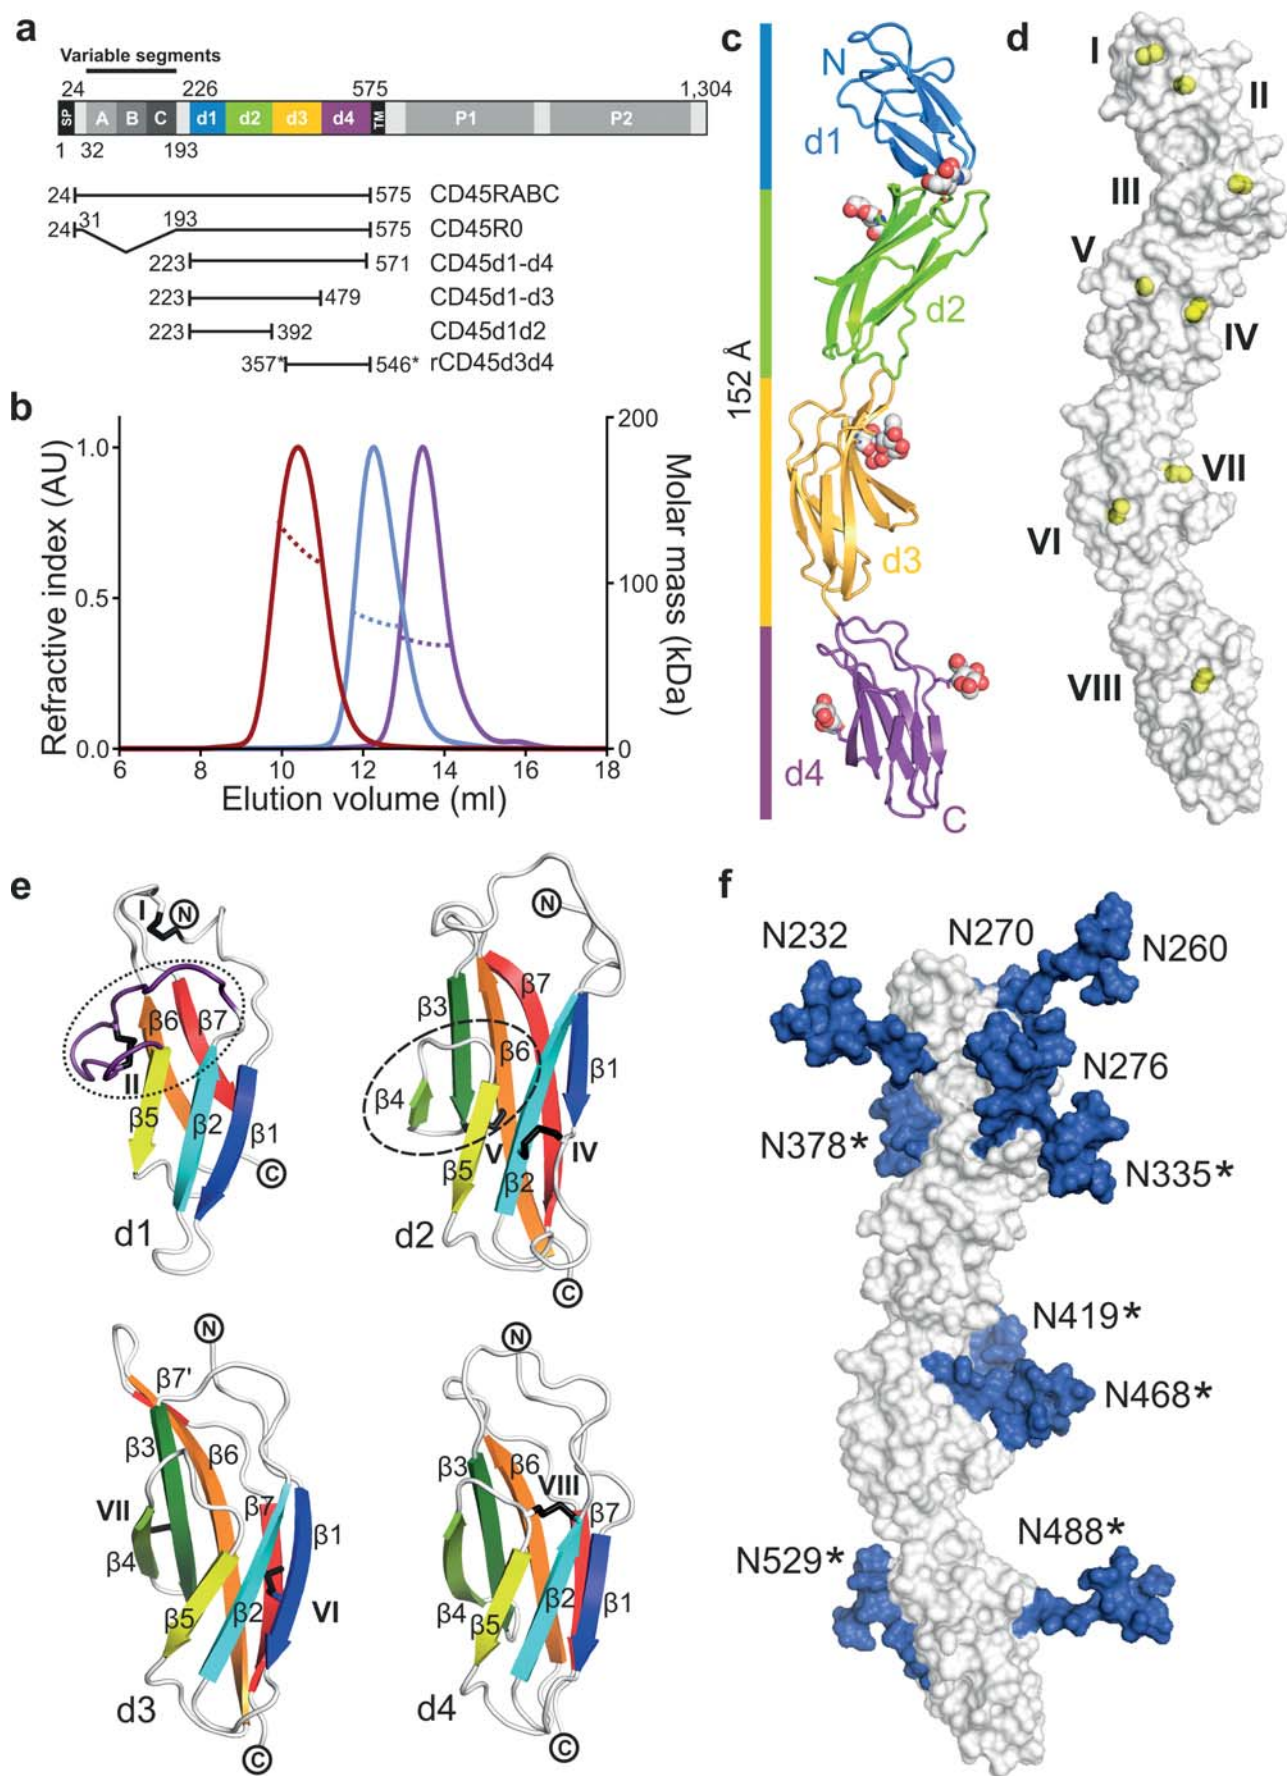 a
Variable segments
24 226 575 1,304
SP A B C d1 d2 d3 d4 TM P1 P2
1 32 193
24 575 CD45RABC
24 31 193 575 CD45R0
223 571 CD45d1-d4
223 479 CD45d1-d3
223 392 CD45d1d2
357* 546* rCD45d3d4
b
Refractive index (AU)
1.0
0.5
0.0
200
100
0
Molar mass (kDa)
6 8 10 12 14 16 18
Elution volume (ml)
c
N
d1
d2
152 Å
d3
d4
C
d
I
II
III
V
IV
VII
VI
VIII
e
I N
β6 β7
II
β5 β2 β1
C
d1
N
β7
β3
β6 β1
β4
V IV
β5 β2
d2
C
N
β7'
β3 β6
VII β7 β1
β4
β5 β2 VI
d3
C
N
β3 β6 VIII
β7
β4 β5 β2 β1
d4
C
f
N232 N270 N260
N276
N378* N335*
N419*
N468*
N488*
N529*